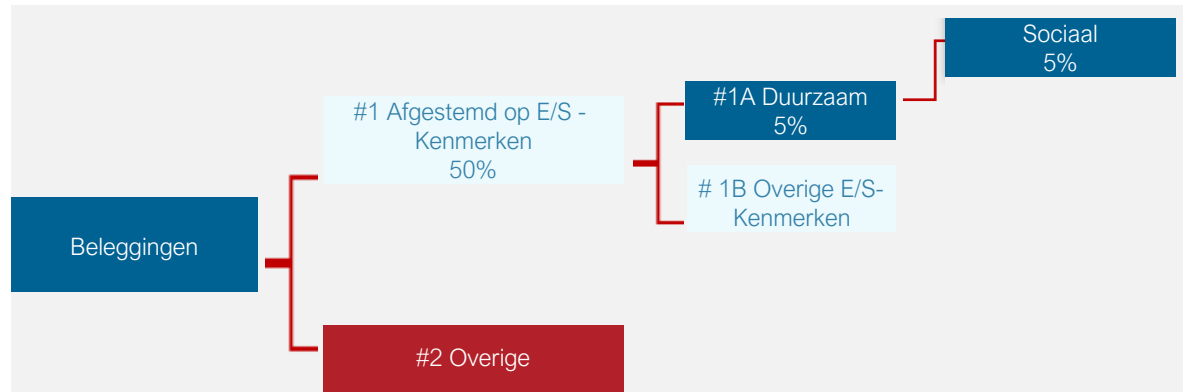 Sociaal
5%
#1A Duurzaam
5%
#1 Afgestemd op E/S -
Kenmerken
50%
# 1B Overige E/S-
Kenmerken
Beleggingen
#2 Overige